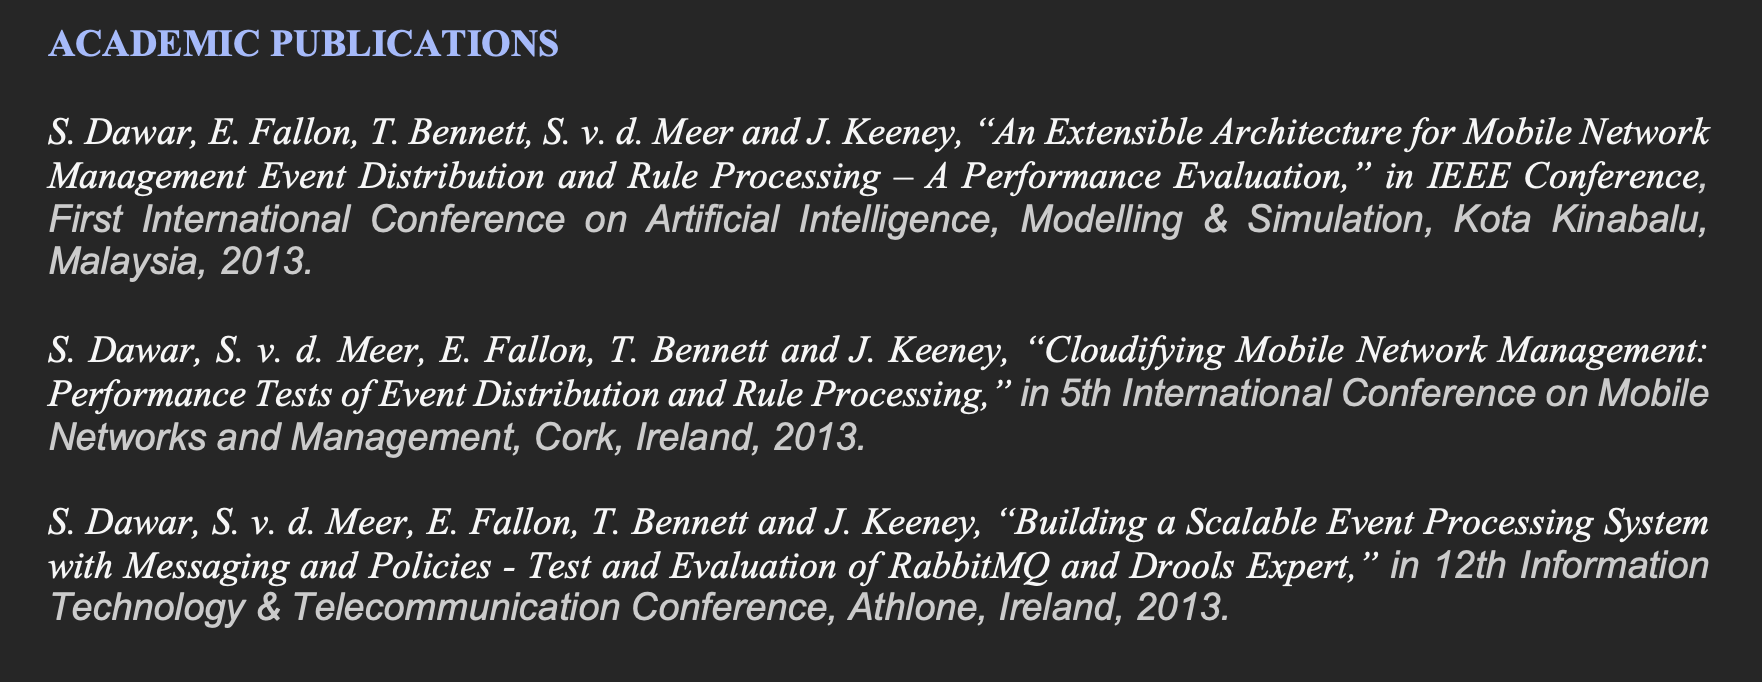 ACADEMIC PUBLICATIONS
S. Dawar, E. Fallon, T. Bennett, S. v. d. Meer and J. Keeney, “An Extensible Architecture for Mobile Network
Management Event Distribution and Rule Processing – A Performance Evaluation,” in IEEE Conference,
First International Conference on Artificial Intelligence, Modelling & Simulation, Kota Kinabalu,
Malaysia, 2013.
S. Dawar, S. v. d. Meer, E. Fallon, T. Bennett and J. Keeney, “Cloudifying Mobile Network Management:
Performance Tests of Event Distribution and Rule Processing,” in 5th International Conference on Mobile
Networks and Management, Cork, Ireland, 2013.
S. Dawar, S. v. d. Meer, E. Fallon, T. Bennett and J. Keeney, “Building a Scalable Event Processing System
with Messaging and Policies - Test and Evaluation of RabbitMQ and Drools Expert,” in 12th Information
Technology & Telecommunication Conference, Athlone, Ireland, 2013.